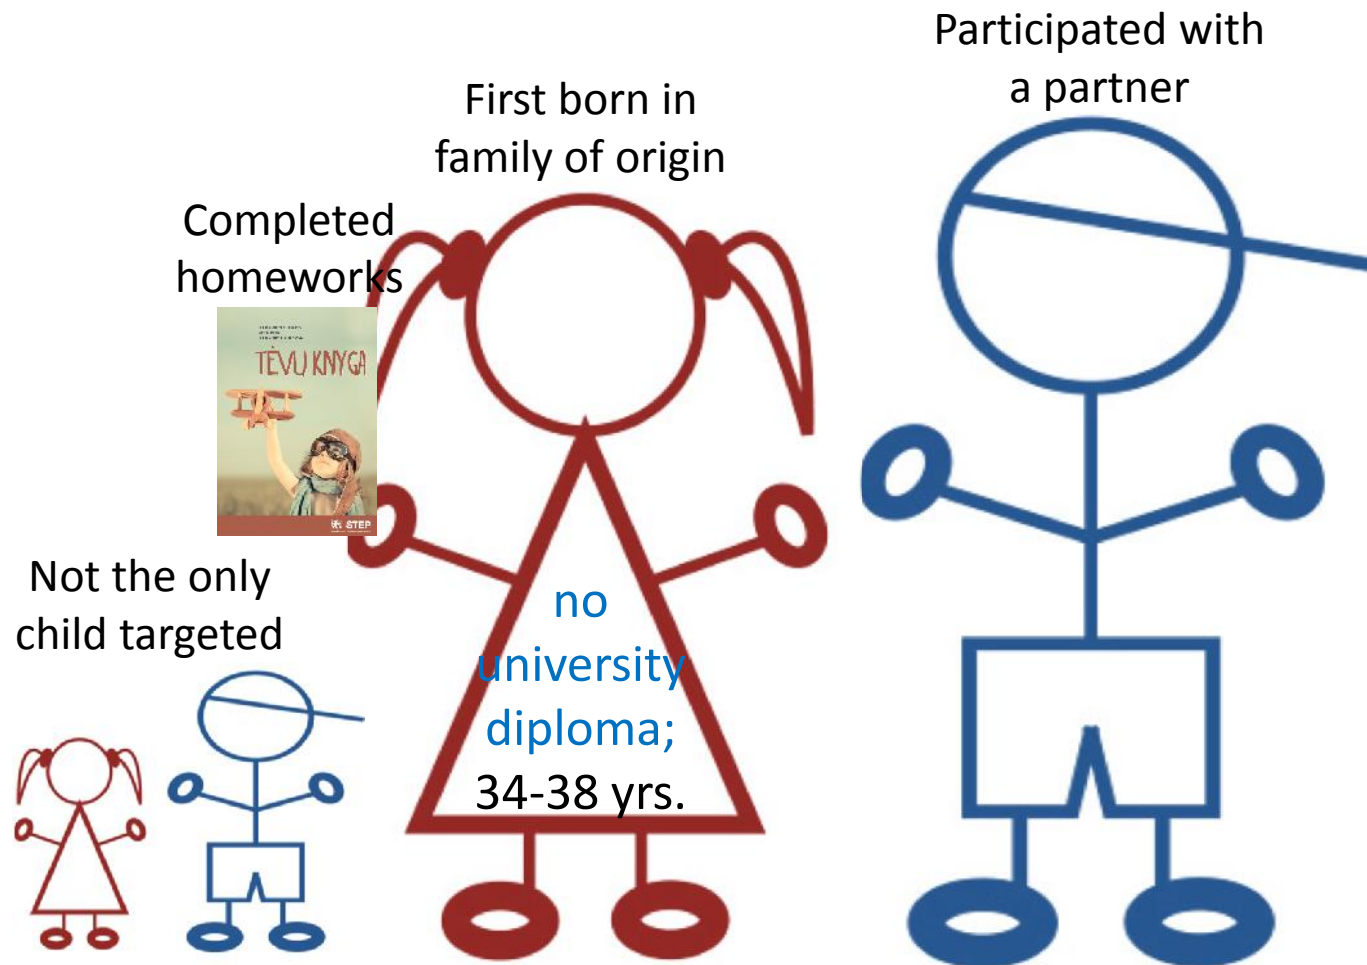 Participated with
a partner
First born in
family of origin
Completed
homeworks
TĖVŲ KNYGA
STEP
Not the only
child targeted
no
university
diploma;
34-38 yrs.